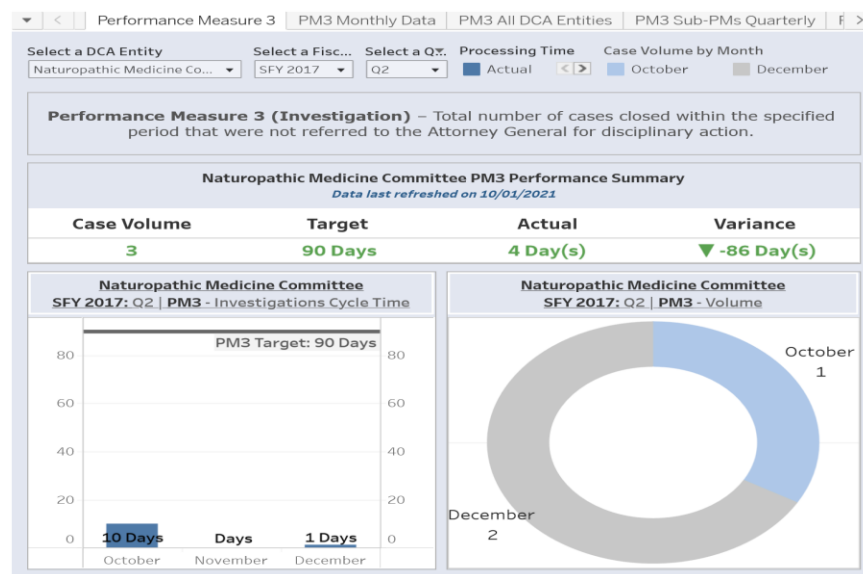 Performance Measure 3 PM3 Monthly Data PM3 All DCA Entities PM3 Sub-PMs Quarterly
Select a DCA Entity Select a Fisc... Select a Q... Processing Time Case Volume by Month
Naturopathic Medicine Co... SFY 2017 Q2 Actual October December
Performance Measure 3 (Investigation) – Total number of cases closed within the specified
period that were not referred to the Attorney General for disciplinary action.
Naturopathic Medicine Committee PM3 Performance Summary
Data last refreshed on 10/01/2021
Case Volume Target Actual Variance
3 90 Days 4 Day(s) ▼ -86 Day(s)
Naturopathic Medicine Committee
SFY 2017: Q2 | PM3 - Investigations Cycle Time
PM3 Target: 90 Days
80 80
60 60
40 40
20 20
0 0
10 Days Days 1 Days
October November December
Naturopathic Medicine Committee
SFY 2017: Q2 | PM3 - Volume
October
1
December
2